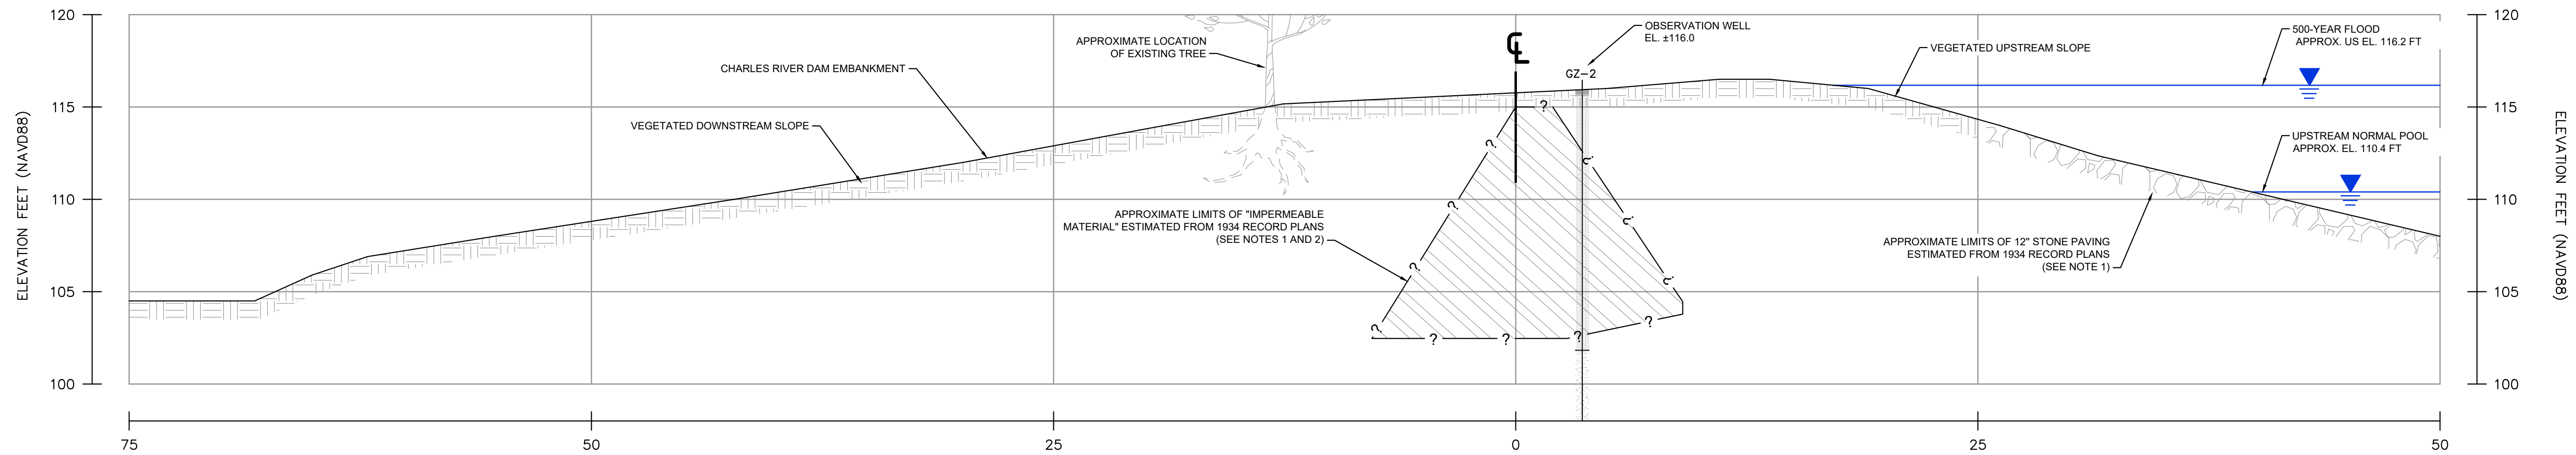 120
115
110
105
100
ELEVATION FEET (NAVD88)
APPROXIMATE LOCATION
OF EXISTING TREE
CHARLES RIVER DAM EMBANKMENT
VEGETATED DOWNSTREAM SLOPE
APPROXIMATE LIMITS OF "IMPERMEABLE
MATERIAL" ESTIMATED FROM 1934 RECORD PLANS
(SEE NOTES 1 AND 2)
℄
GZ-2
OBSERVATION WELL
EL. ±116.0
?
?
?
?
?
?
?
?
?
?
?
?
?
VEGETATED UPSTREAM SLOPE
500-YEAR FLOOD
APPROX. US EL. 116.2 FT
UPSTREAM NORMAL POOL
APPROX. EL. 110.4 FT
APPROXIMATE LIMITS OF 12" STONE PAVING
ESTIMATED FROM 1934 RECORD PLANS
(SEE NOTE 1)
120
115
110
105
100
ELEVATION FEET (NAVD88)
75 50 25 0 25 50